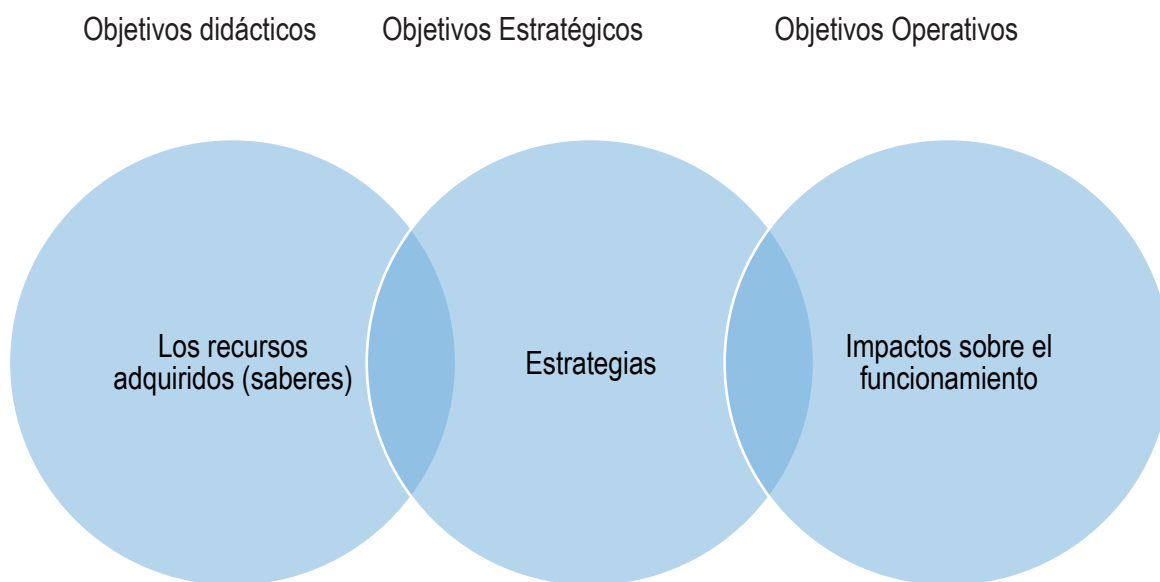 Objetivos didácticos
Objetivos Estratégicos
Objetivos Operativos
Los recursos
adquiridos (saberes)
Estrategias
Impactos sobre el
funcionamiento